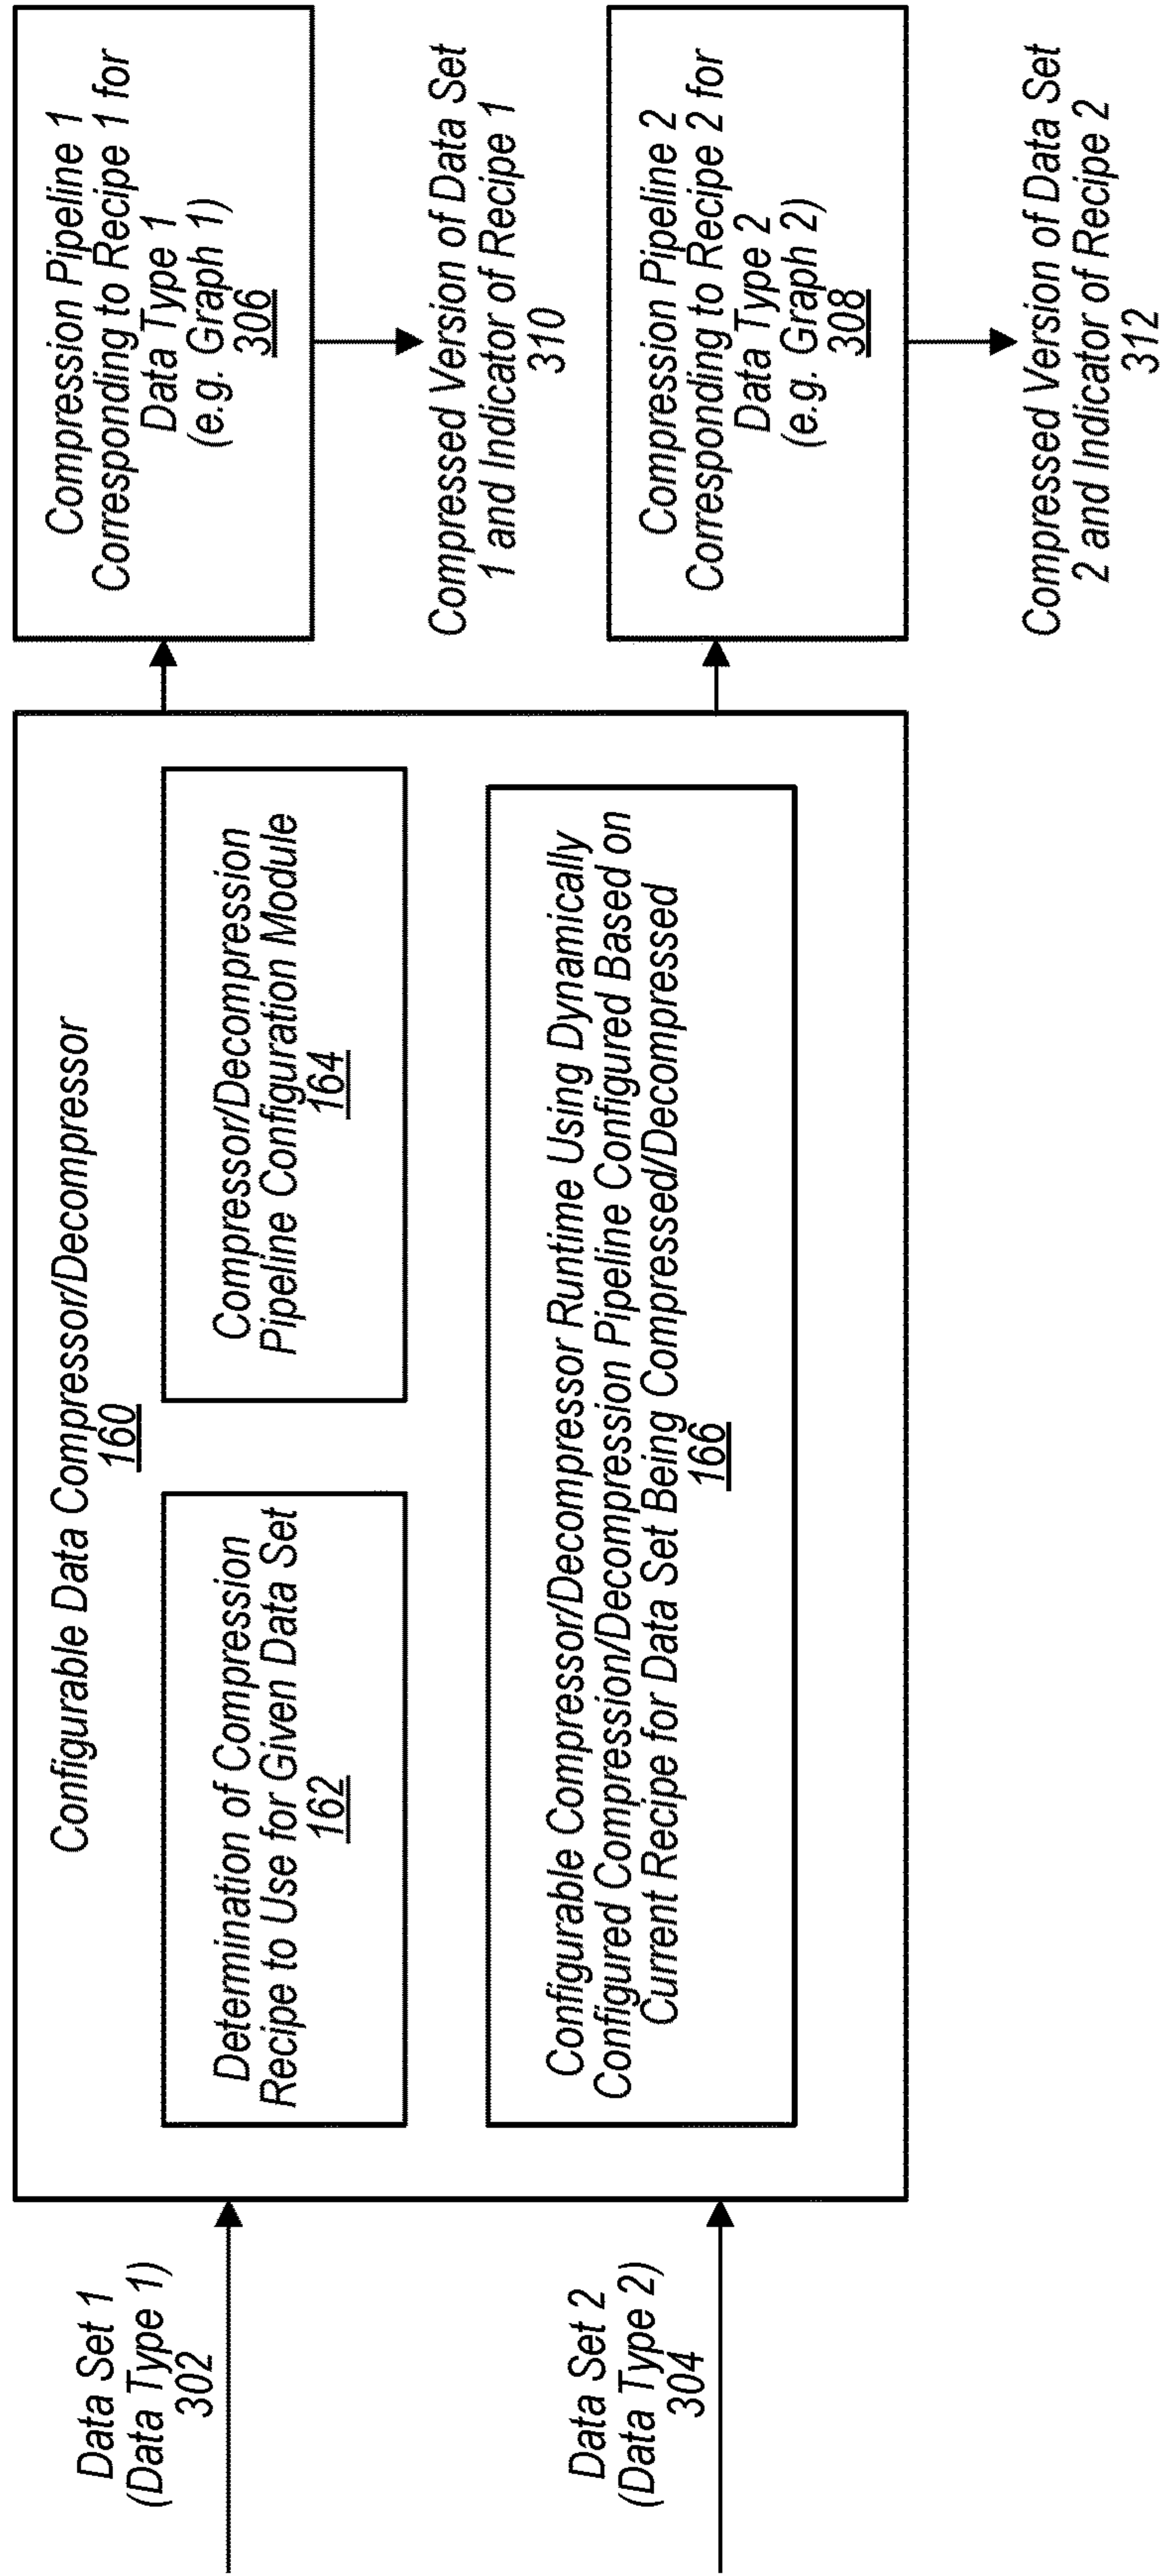 Data Set 1
(Data Type 1)
302
Data Set 2
(Data Type 2)
304
Configurable Data Compressor/Decompressor
160
Determination of Compression
Recipe to Use for Given Data Set
162
Compressor/Decompression
Pipeline Configuration Module
164
Configurable Compressor/Decompressor Runtime Using Dynamically
Configured Compression/Decompression Pipeline Configured Based on
Current Recipe for Data Set Being Compressed/Decompressed
166
Compression Pipeline 1
Corresponding to Recipe 1 for
Data Type 1
(e.g. Graph 1)
306
Compressed Version of Data Set
1 and Indicator of Recipe 1
310
Compression Pipeline 2
Corresponding to Recipe 2 for
Data Type 2
(e.g. Graph 2)
308
Compressed Version of Data Set
2 and Indicator of Recipe 2
312